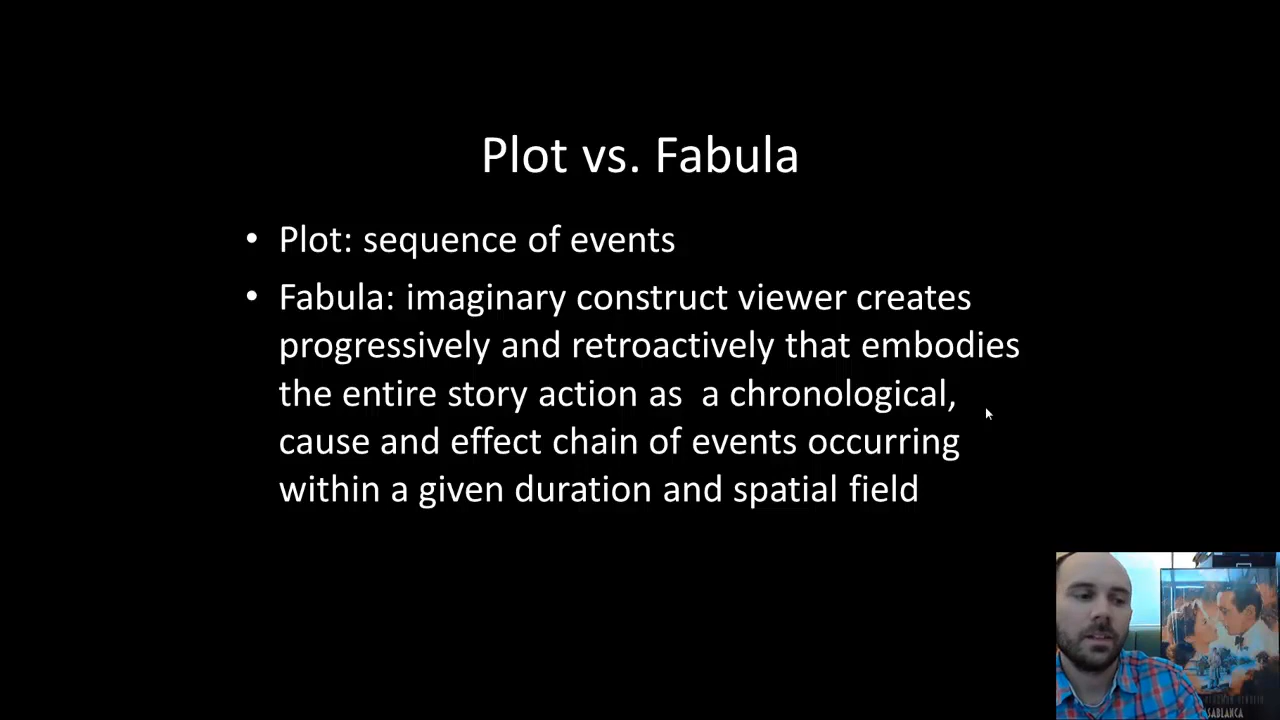 Plot vs. Fabula
• Plot: sequence of events
• Fabula: imaginary construct viewer creates
progressively and retroactively that embodies
the entire story action as  a chronological,
cause and effect chain of events occurring
within a given duration and spatial field
SABLANCA